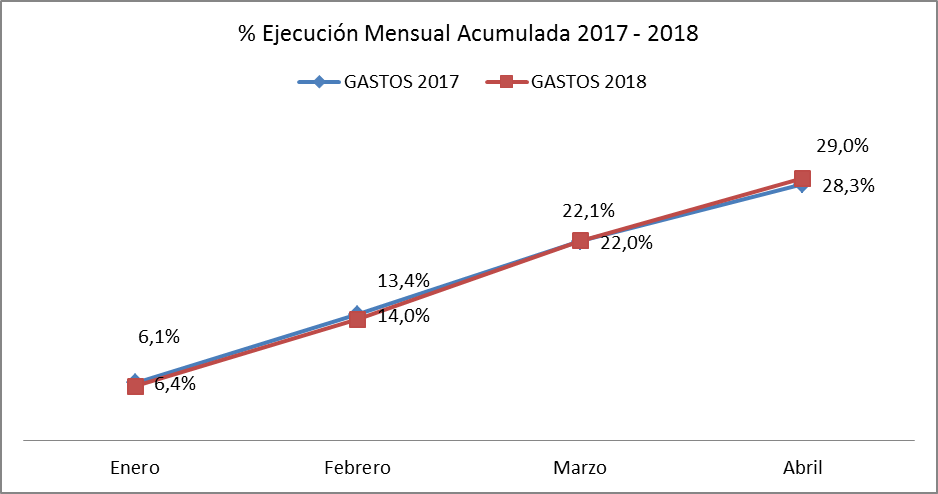 % Ejecución Mensual Acumulada 2017 - 2018
GASTOS 2017 GASTOS 2018
29,0%
28,3%
22,1%
22,0%
13,4%
14,0%
6,1%
6,4%
Enero Febrero Marzo Abril